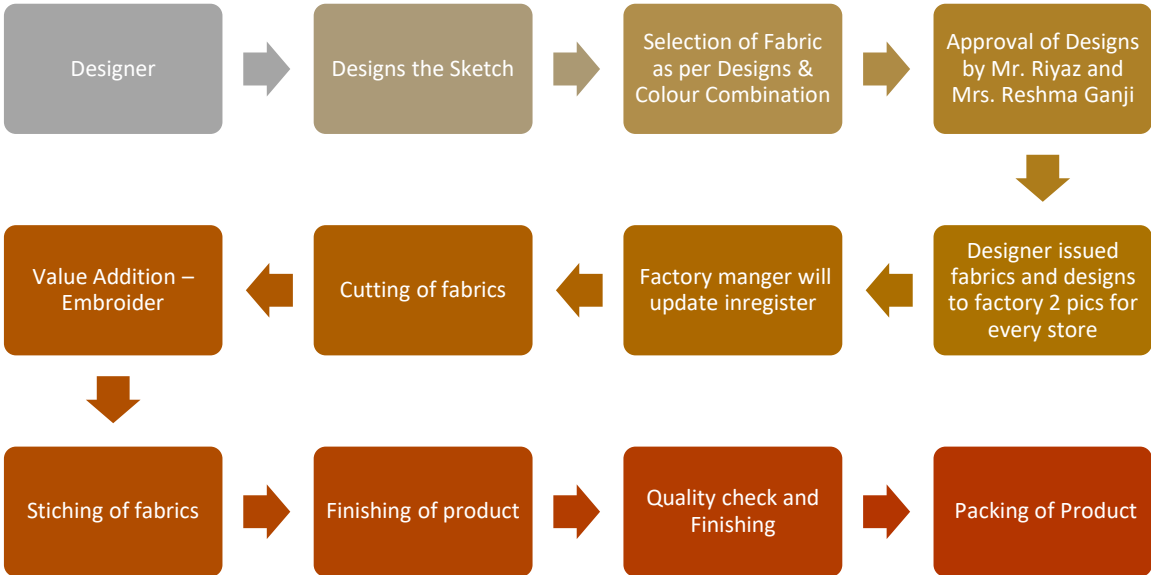 Designer
Designs the Sketch
Selection of Fabric
as per Designs &
Colour Combination
Approval of Designs
by Mr. Riyaz and
Mrs. Reshma Ganji
Designer issued
fabrics and designs
to factory 2 pics for
every store
Factory manger will
update inregister
Cutting of fabrics
Value Addition –
Embroider
Stiching of fabrics
Finishing of product
Quality check and
Finishing
Packing of Product